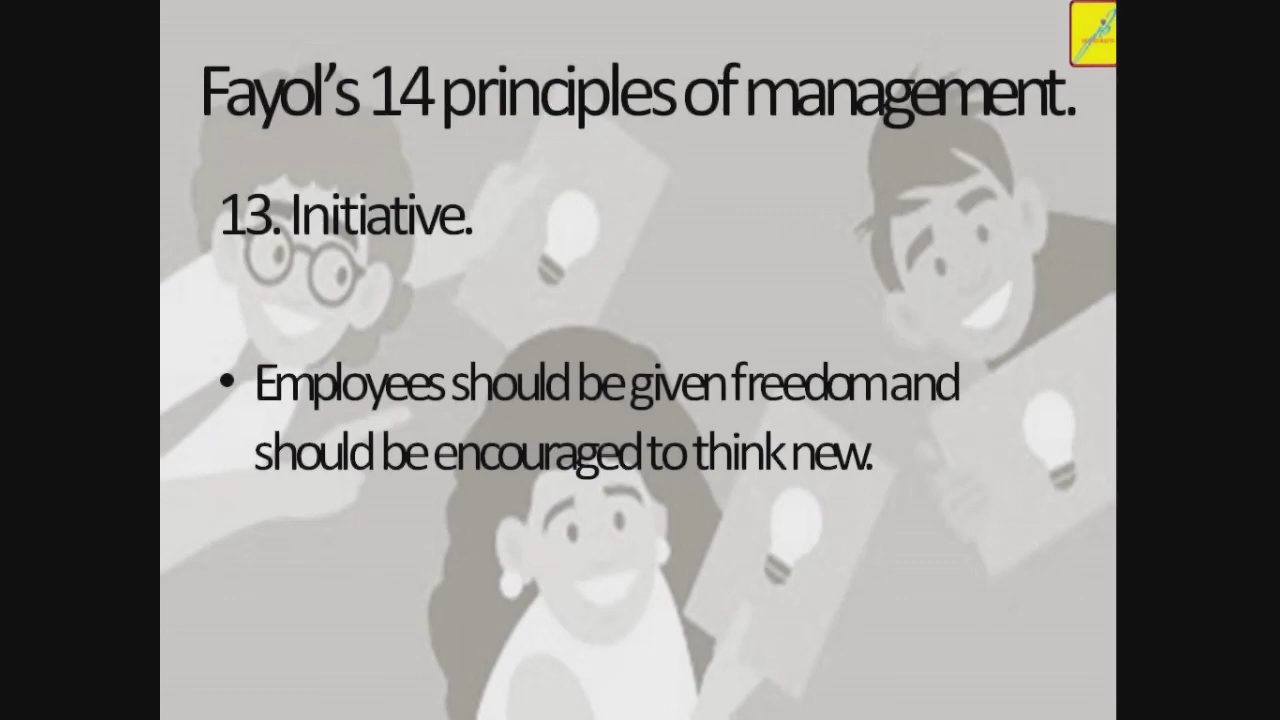 Fayol's 14 principles of management.
13. Initiative.
• Employees should be given freedom and
should be encouraged to think new.